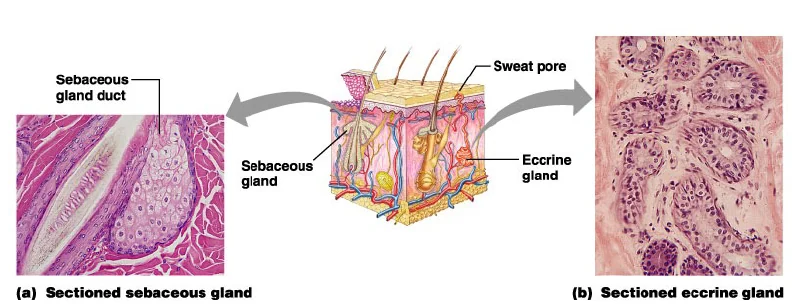 Sebaceous
gland duct
Sweat pore
Sebaceous
gland
Eccrine
gland
(a) Sectioned sebaceous gland
(b) Sectioned eccrine gland